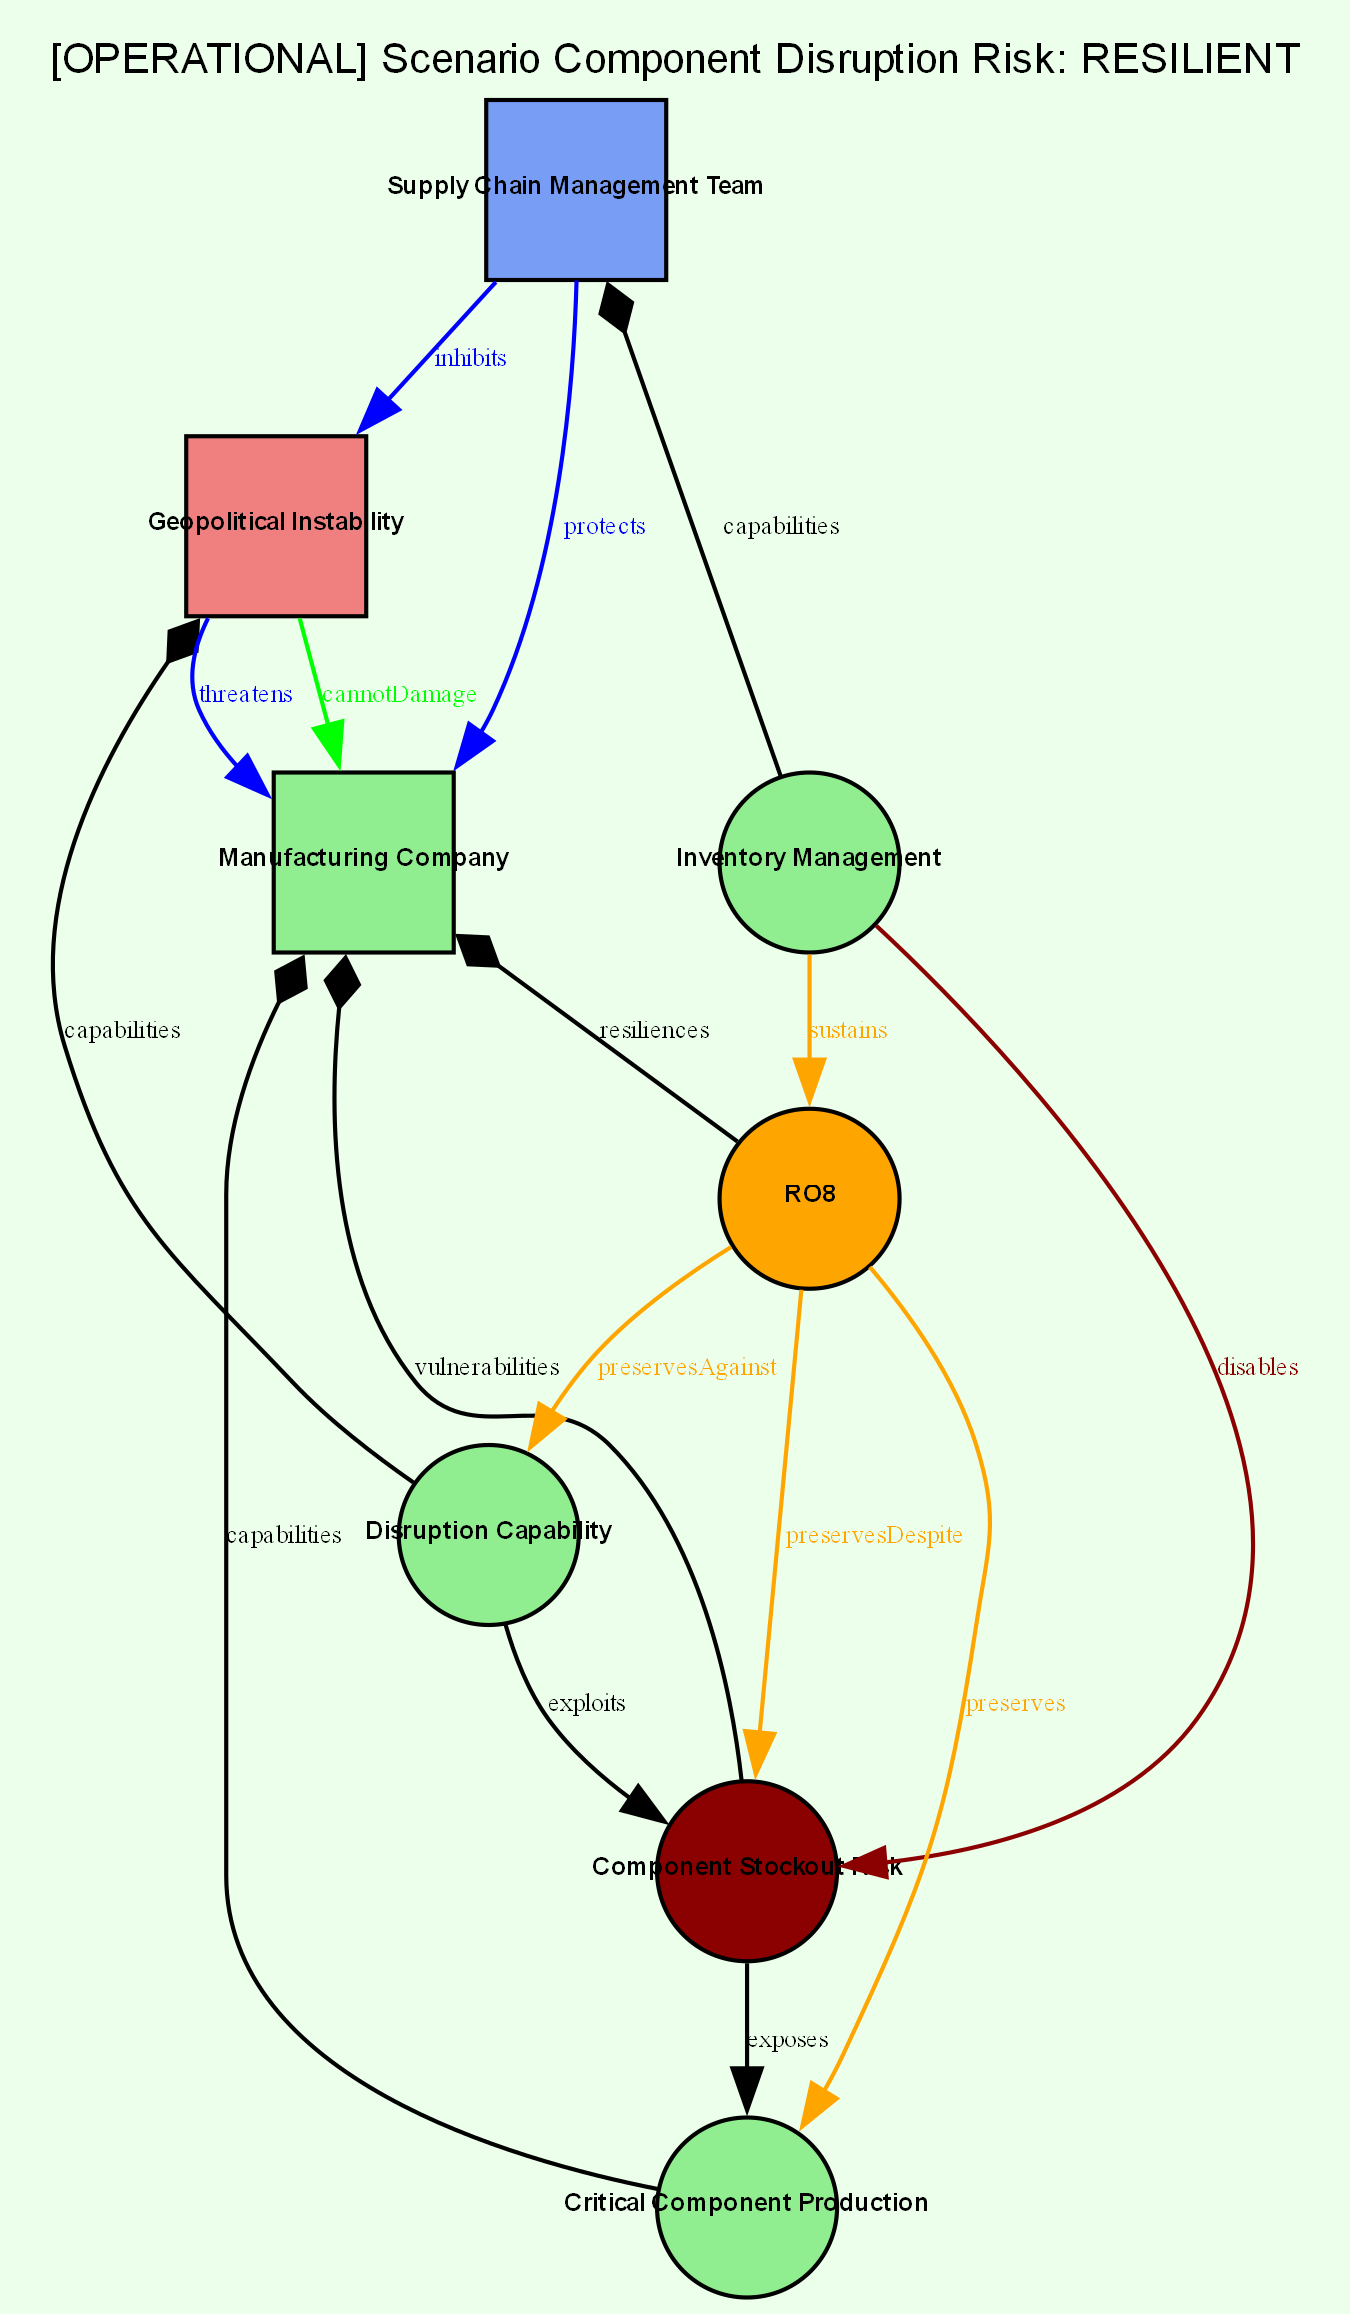 [OPERATIONAL] Scenario Component Disruption Risk: RESILIENT
Supply Chain Management Team
inhibits
Geopolitical Instability
protects
capabilities
threatens
cannotDamage
Manufacturing Company
Inventory Management
capabilities
resiliences
sustains
RO8
vulnerabilities
preservesAgainst
disables
capabilities
Disruption Capability
preservesDespite
exploits
preserves
Component Stockout Risk
exposes
Critical Component Production